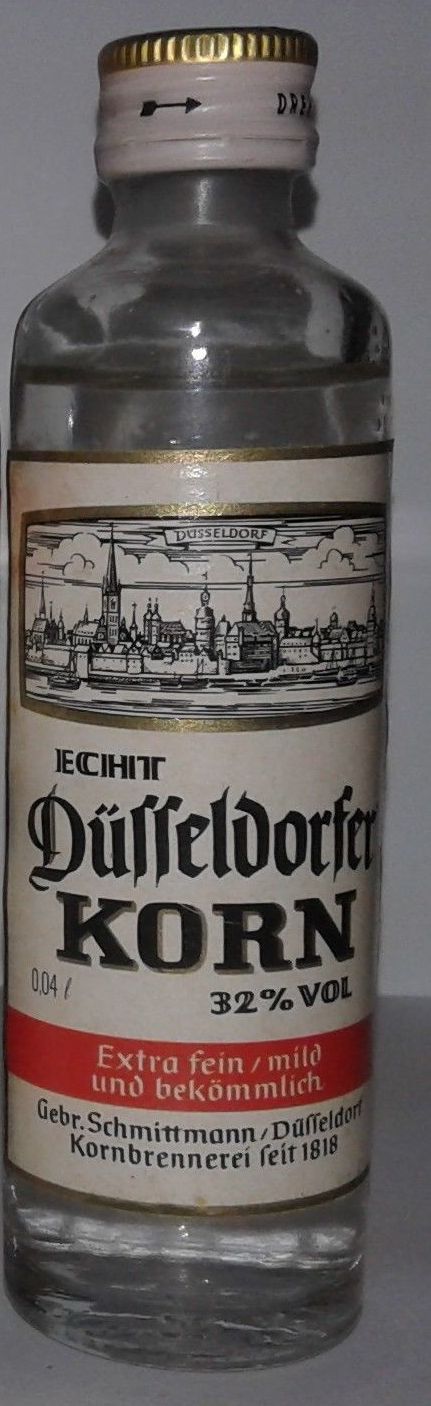 DÜSSELDORF
ECHT
Düſſeldorfer
KORN
0,04 l
32% VOL
Extra fein / mild
und bekömmlich
Gebr. Schmittmann / Düſſeldorf
Kornbrennerei ſeit 1818